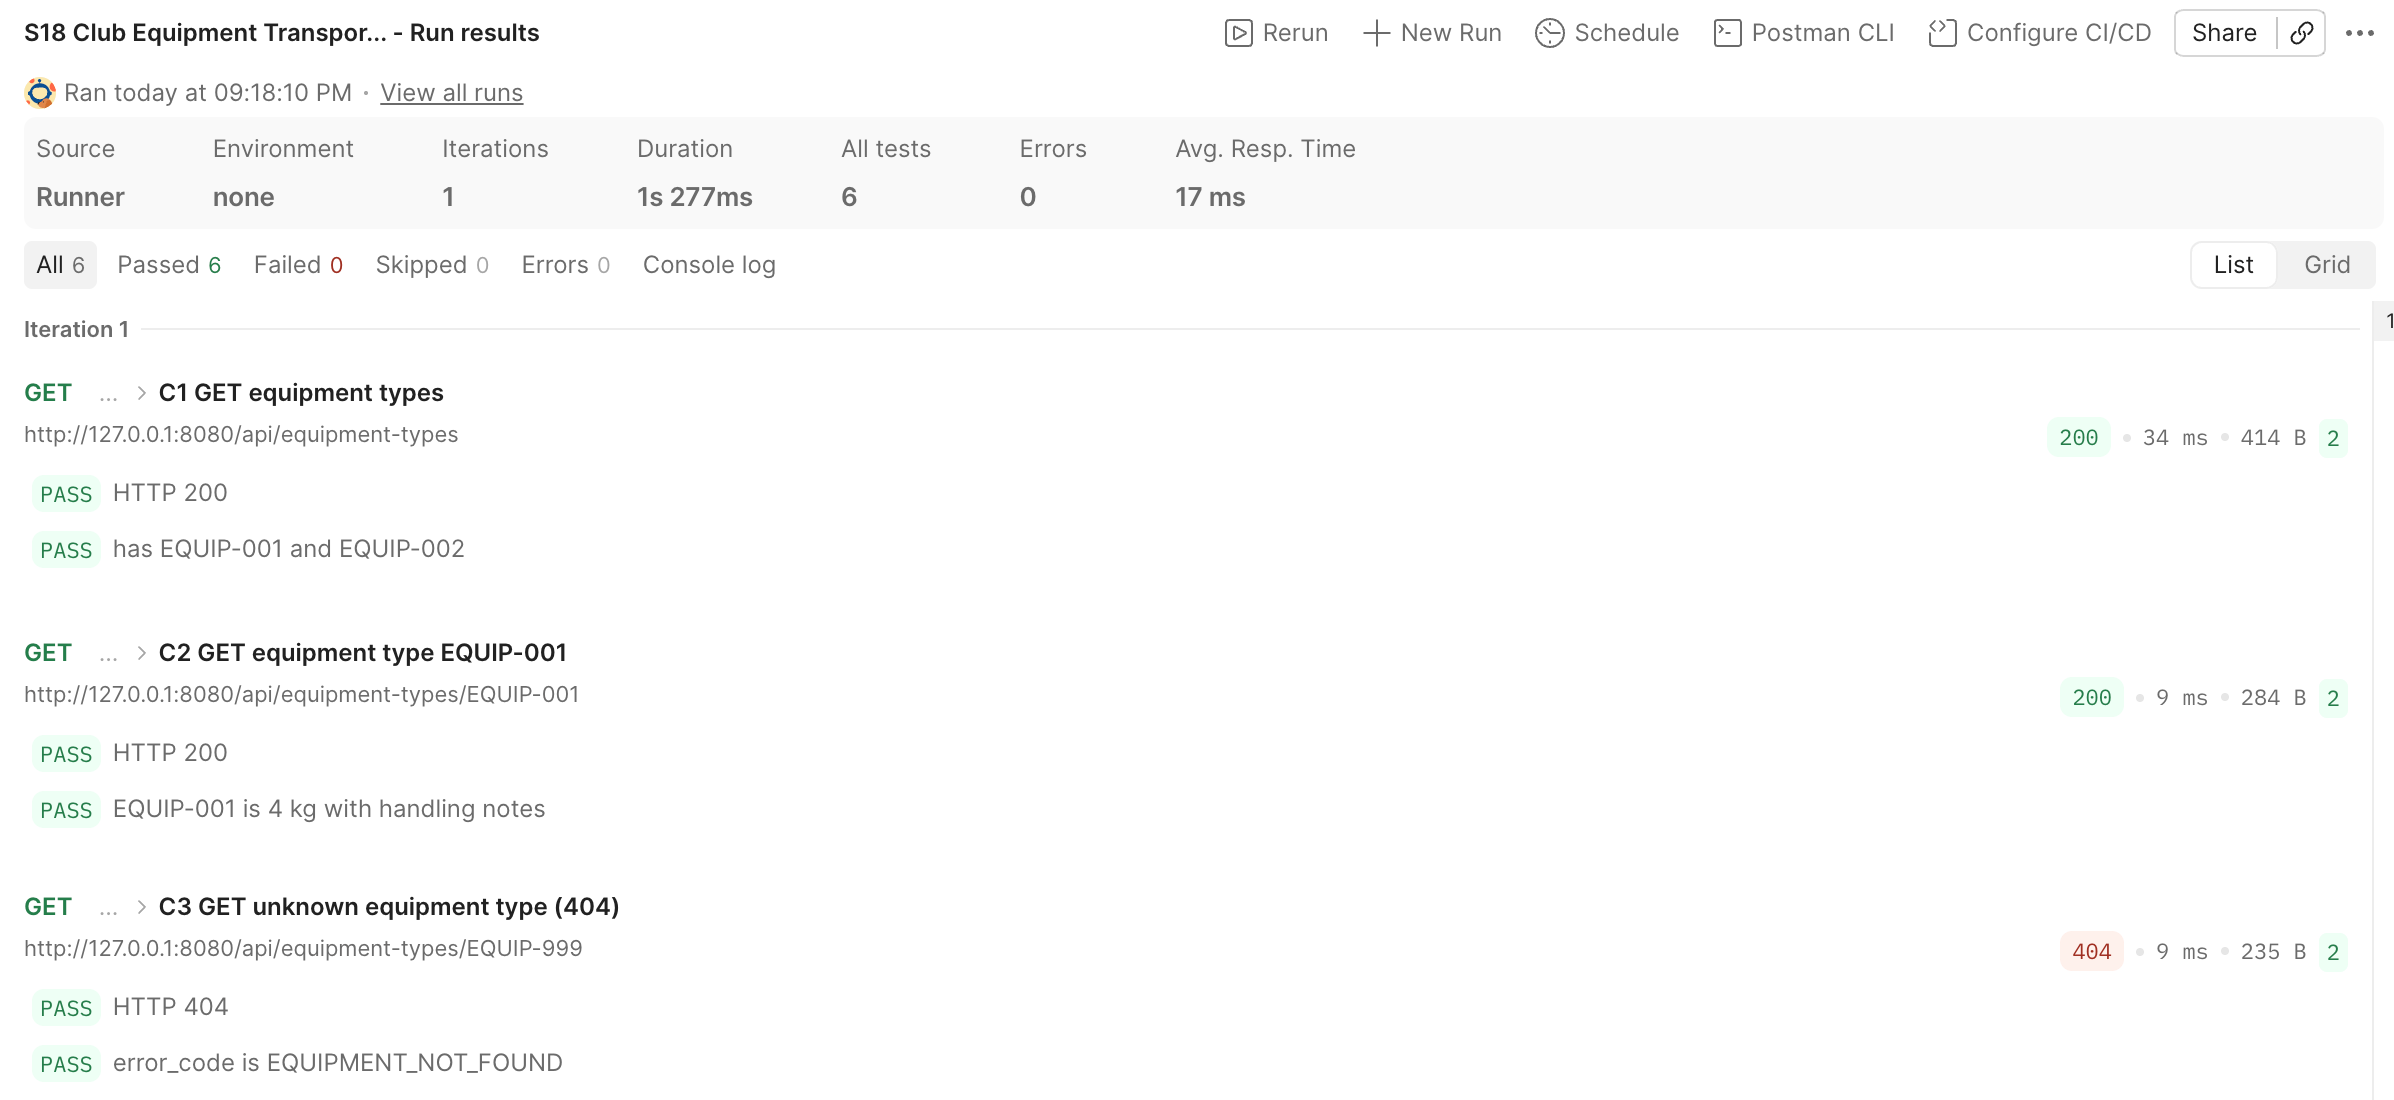 S18 Club Equipment Transpor... - Run results
Rerun New Run Schedule Postman CLI Configure CI/CD Share
Ran today at 09:18:10 PM · View all runs
Source Environment Iterations Duration All tests Errors Avg. Resp. Time
Runner none 1 1s 277ms 6 0 17 ms
All 6 Passed 6 Failed 0 Skipped 0 Errors 0 Console log List Grid
Iteration 1
1
GET ... > C1 GET equipment types
http://127.0.0.1:8080/api/equipment-types 200 • 34 ms • 414 B 2
PASS HTTP 200
PASS has EQUIP-001 and EQUIP-002
GET ... > C2 GET equipment type EQUIP-001
http://127.0.0.1:8080/api/equipment-types/EQUIP-001 200 • 9 ms • 284 B 2
PASS HTTP 200
PASS EQUIP-001 is 4 kg with handling notes
GET ... > C3 GET unknown equipment type (404)
http://127.0.0.1:8080/api/equipment-types/EQUIP-999 404 • 9 ms • 235 B 2
PASS HTTP 404
PASS error_code is EQUIPMENT_NOT_FOUND